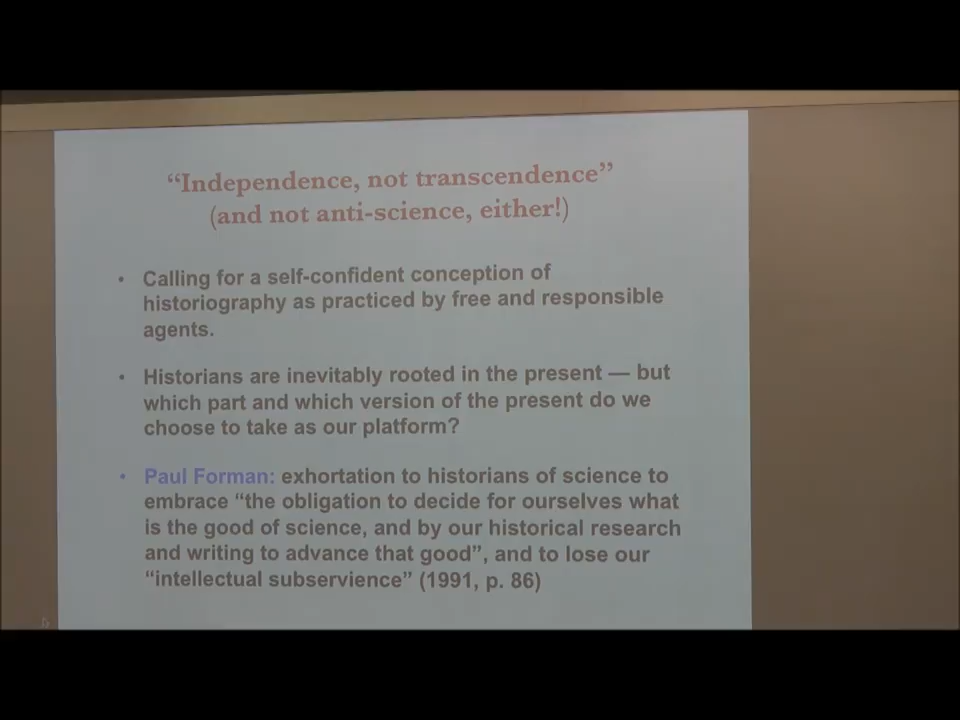 “Independence, not transcendence”
(and not anti-science, either!)
• Calling for a self-confident conception of
historiography as practiced by free and responsible
agents.
• Historians are inevitably rooted in the present — but
which part and which version of the present do we
choose to take as our platform?
• Paul Forman: exhortation to historians of science to
embrace “the obligation to decide for ourselves what
is the good of science, and by our historical research
and writing to advance that good”, and to lose our
“intellectual subservience” (1991, p. 86)